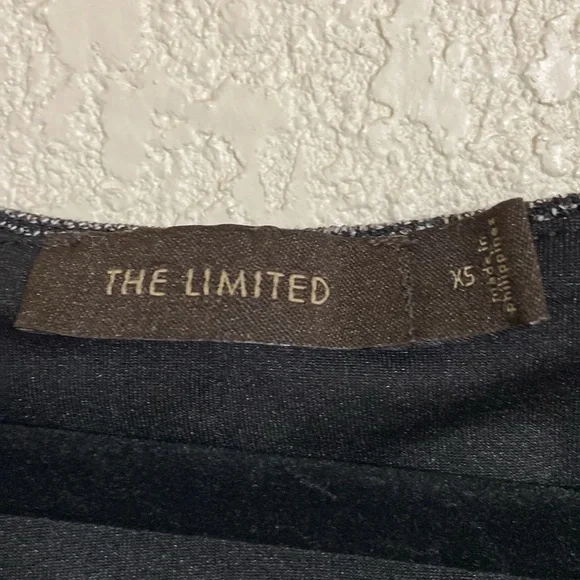 THE LIMITED
XS
Made in
Philippines